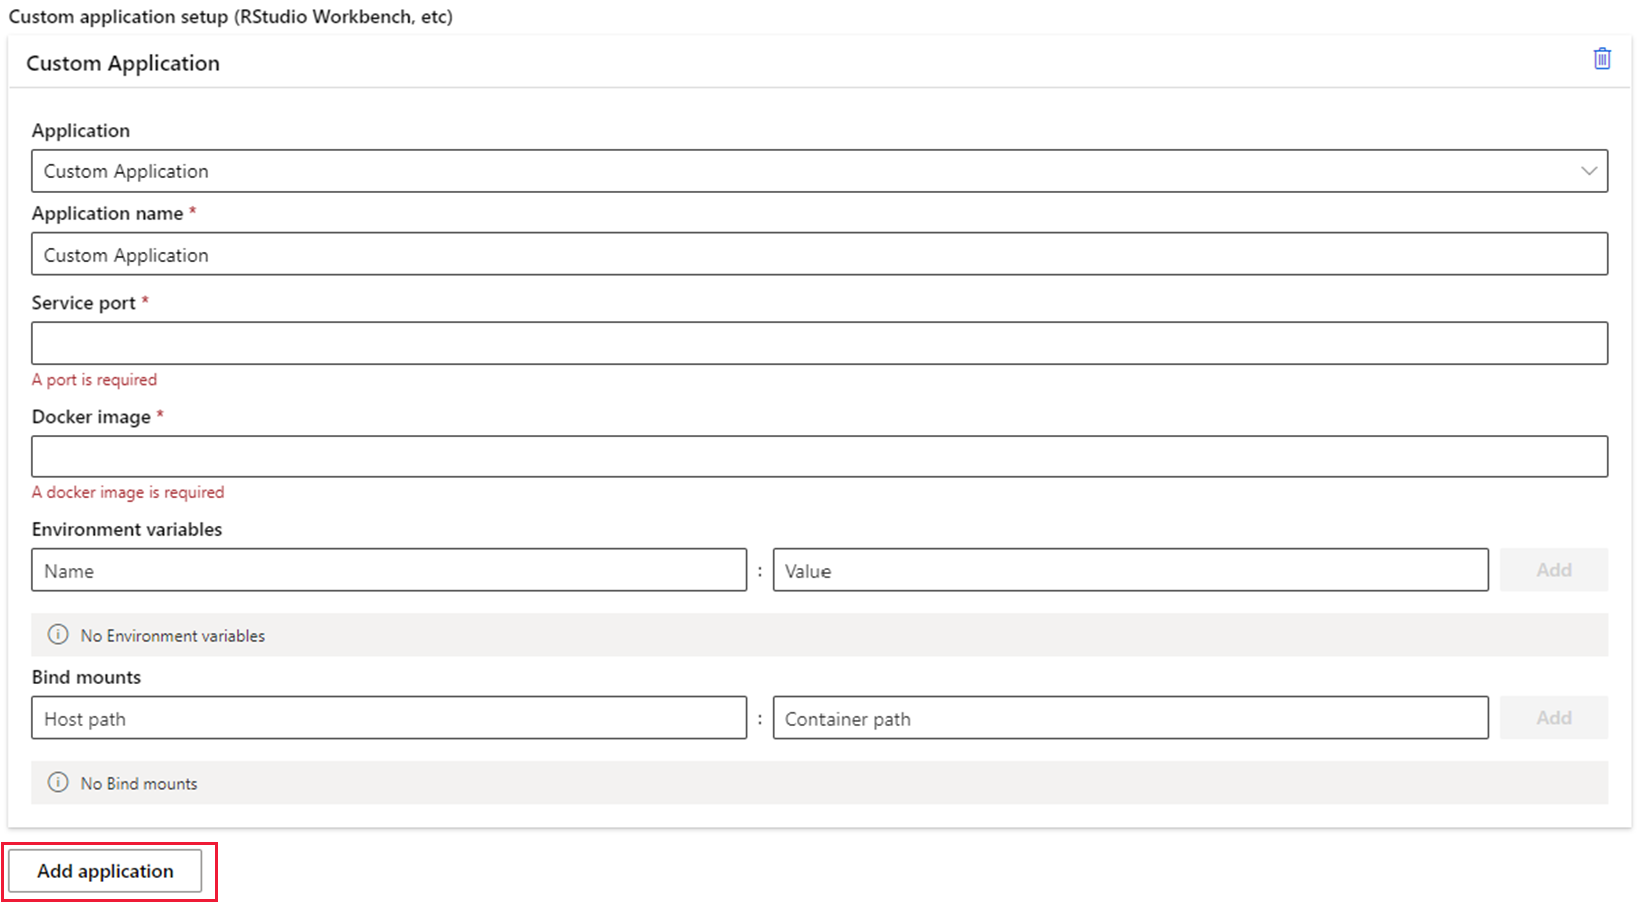 Custom application setup (RStudio Workbench, etc)
Custom Application
Application
Custom Application
Application name *
Custom Application
Service port *
A port is required
Docker image *
A docker image is required
Environment variables
Name : Value Add
No Environment variables
Bind mounts
Host path : Container path Add
No Bind mounts
Add application